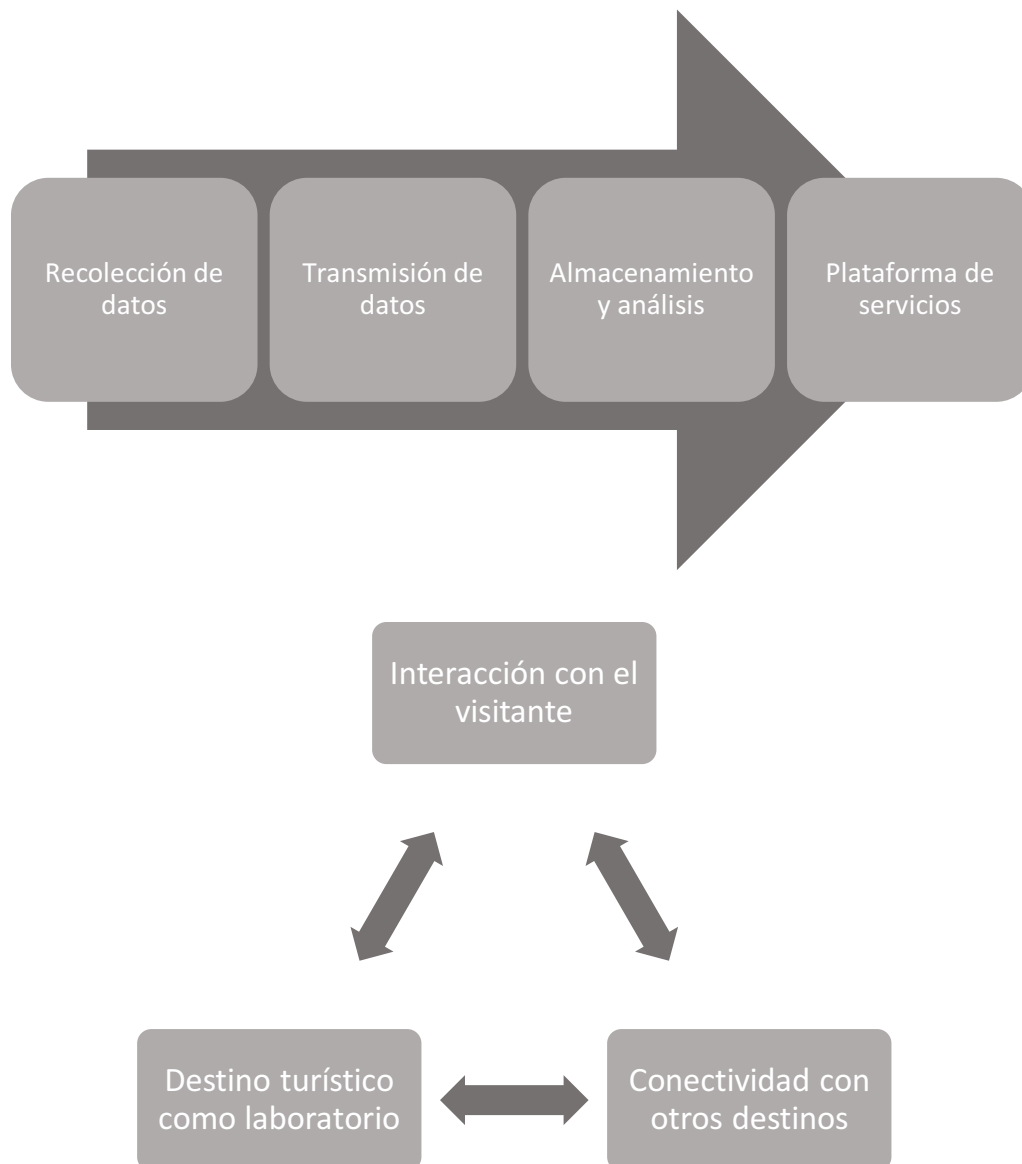 Recolección de
datos
Transmisión de
datos
Almacenamiento
y análisis
Plataforma de
servicios
Interacción con el
visitante
Destino turístico
como laboratorio
Conectividad con
otros destinos